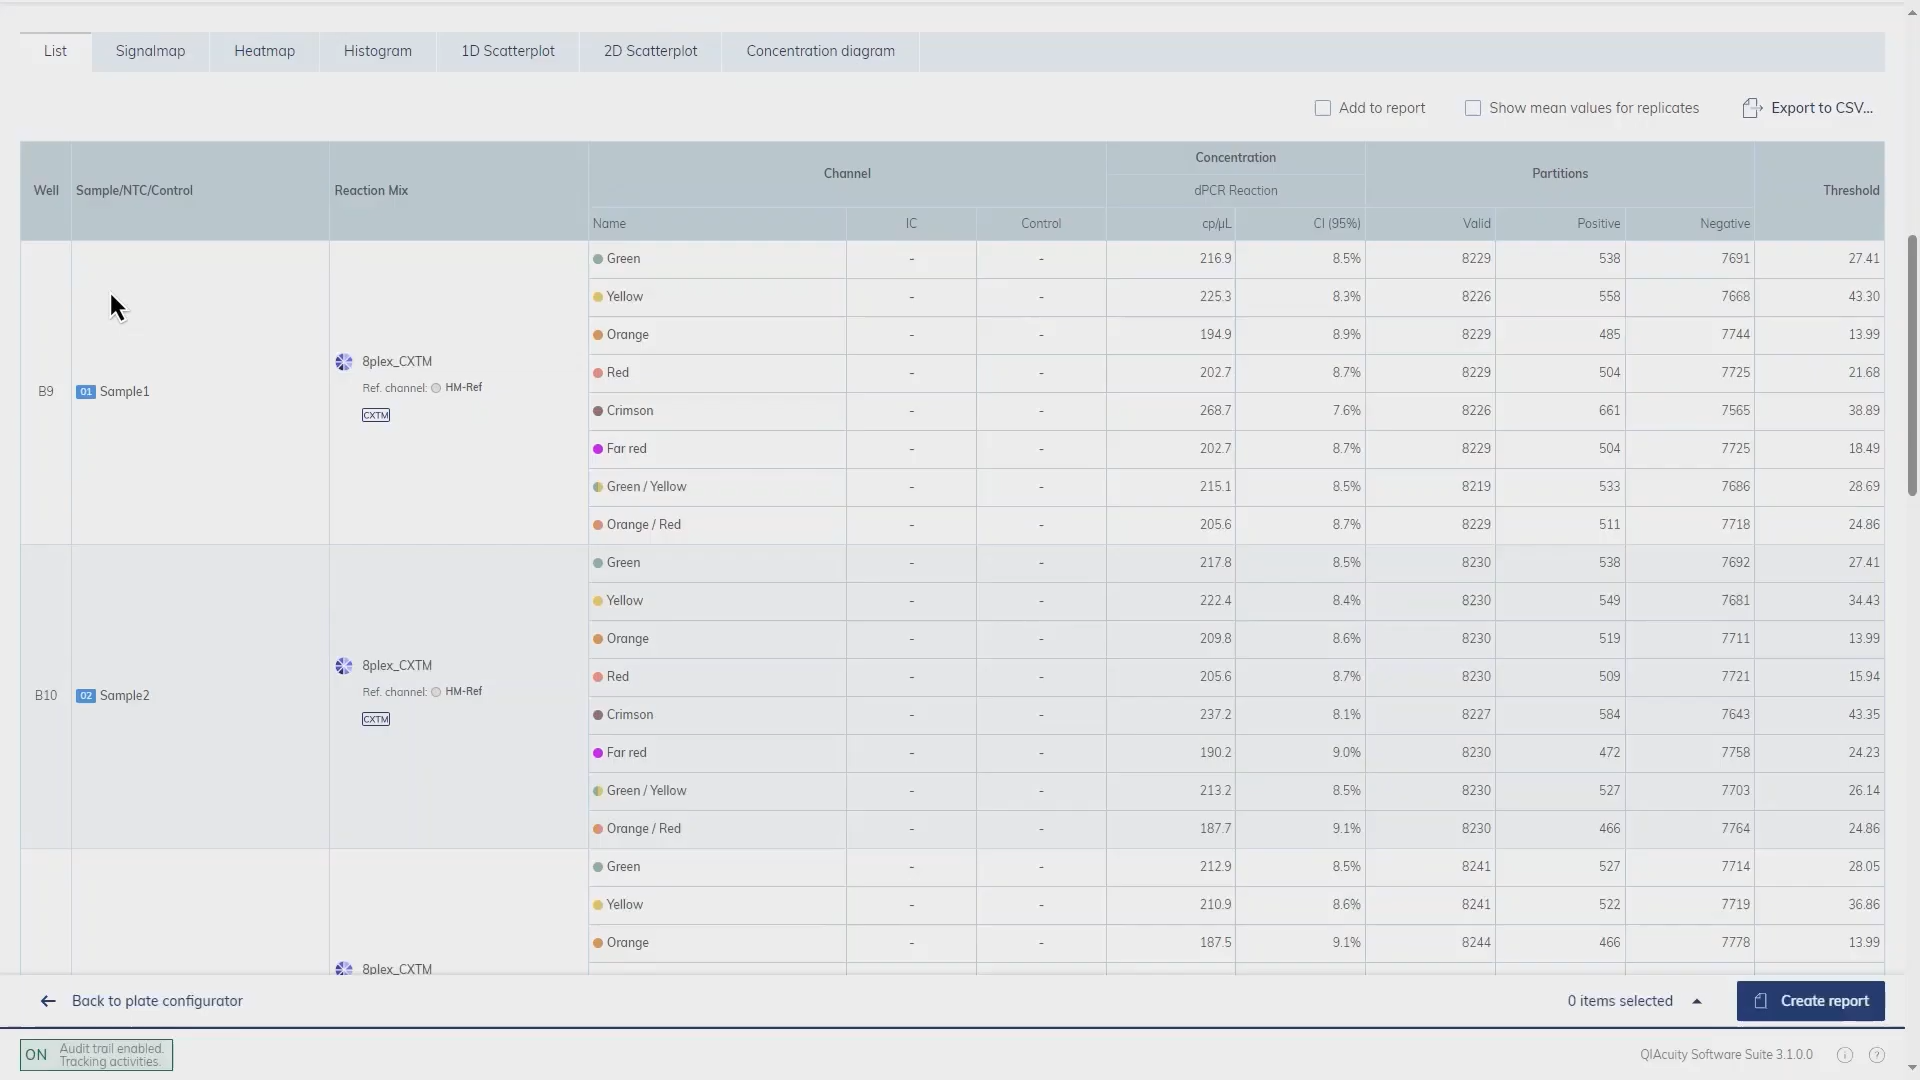 List Signalmap Heatmap Histogram 1D Scatterplot 2D Scatterplot Concentration diagram
Add to report Show mean values for replicates Export to CSV...
Well Sample/NTC/Control Reaction Mix Channel Concentration Partitions Threshold
dPCR Reaction
Name IC Control cp/µL CI (95%) Valid Positive Negative
B9 01 Sample1
8plex_CXTM
Ref. channel: HM-Ref
CXTM
Green - - 216.9 8.5% 8229 538 7691 27.41
Yellow - - 225.3 8.3% 8226 558 7668 43.30
Orange - - 194.9 8.9% 8229 485 7744 13.99
Red - - 202.7 8.7% 8229 504 7725 21.68
Crimson - - 268.7 7.6% 8226 661 7565 38.89
Far red - - 202.7 8.7% 8229 504 7725 18.49
Green / Yellow - - 215.1 8.5% 8219 533 7686 28.69
Orange / Red - - 205.6 8.7% 8229 511 7718 24.86
B10 02 Sample2
8plex_CXTM
Ref. channel: HM-Ref
CXTM
Green - - 217.8 8.5% 8230 538 7692 27.41
Yellow - - 222.4 8.4% 8230 549 7681 34.43
Orange - - 209.8 8.6% 8230 519 7711 13.99
Red - - 205.6 8.7% 8230 509 7721 15.94
Crimson - - 237.2 8.1% 8227 584 7643 43.35
Far red - - 190.2 9.0% 8230 472 7758 24.23
Green / Yellow - - 213.2 8.5% 8230 527 7703 26.14
Orange / Red - - 187.7 9.1% 8230 466 7764 24.86
Green - - 212.9 8.5% 8241 527 7714 28.05
Yellow - - 210.9 8.6% 8241 522 7719 36.86
Orange - - 187.5 9.1% 8244 466 7778 13.99
8plex_CXTM
Back to plate configurator 0 items selected Create report
ON Audit trail enabled.
Tracking activities.
QIAcuity Software Suite 3.1.0.0 i ?